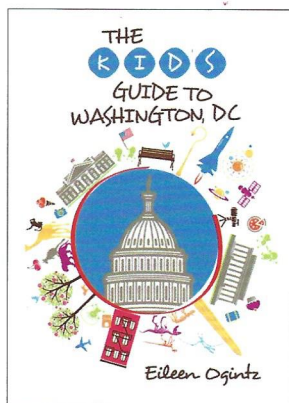 THE
KIDS
GUIDE TO
WASHINGTON, DC
Eileen Ogintz